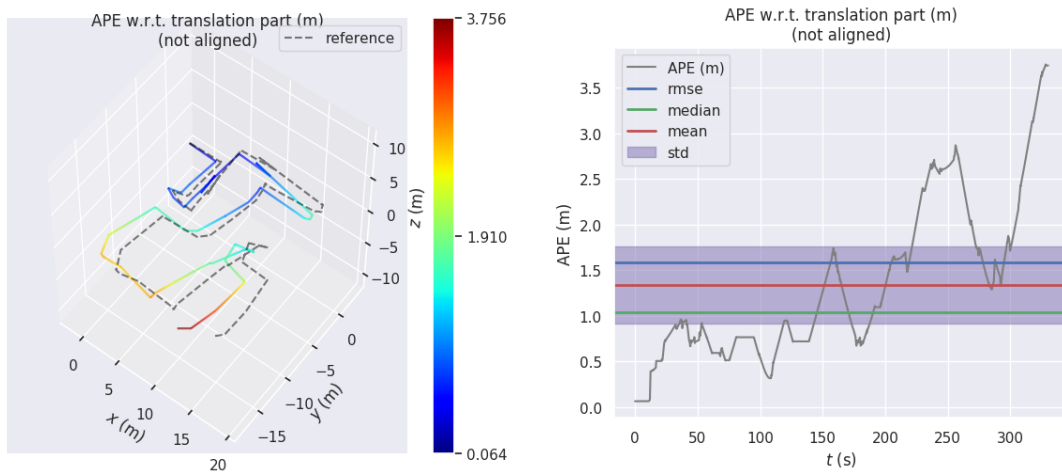 APE w.r.t. translation part (m)
(not aligned)
reference
10
5
0
−5
−10
z (m)
0
−5
−10
−15
y (m)
0
5
10
15
20
x (m)
3.756
1.910
0.064
APE w.r.t. translation part (m)
(not aligned)
APE (m)
rmse
median
mean
std
3.5
3.0
2.5
2.0
1.5
1.0
0.5
0.0
APE (m)
0 50 100 150 200 250 300
t (s)